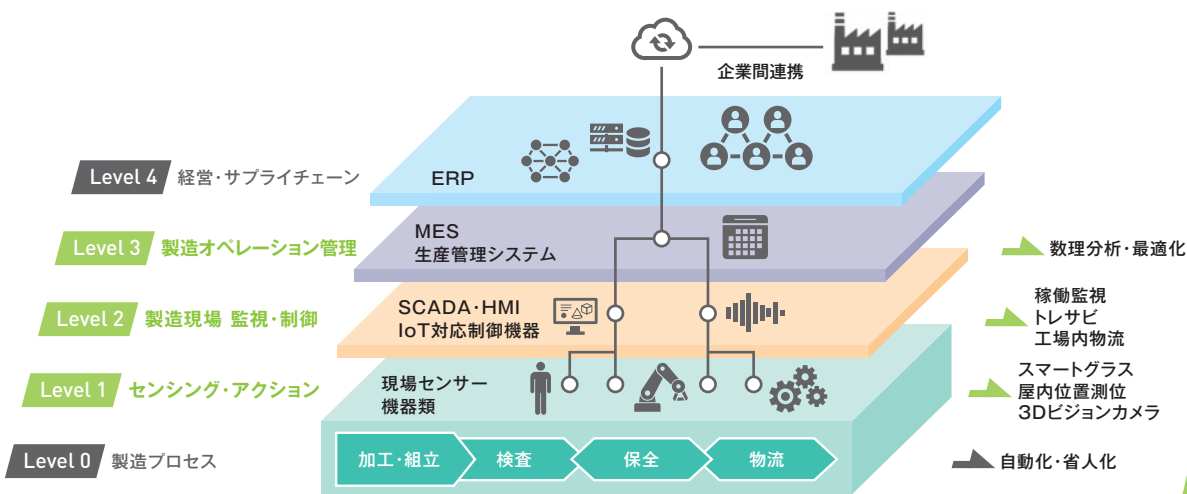 企業間連携
Level 4 経営・サプライチェーン
ERP
Level 3 製造オペレーション管理
MES
生産管理システム
数理分析・最適化
Level 2 製造現場 監視・制御
SCADA・HMI
IoT対応制御機器
稼働監視
トレサビ
工場内物流
Level 1 センシング・アクション
現場センサー
機器類
スマートグラス
屋内位置測位
3Dビジョンカメラ
Level 0 製造プロセス
加工・組立
検査
保全
物流
自動化・省人化